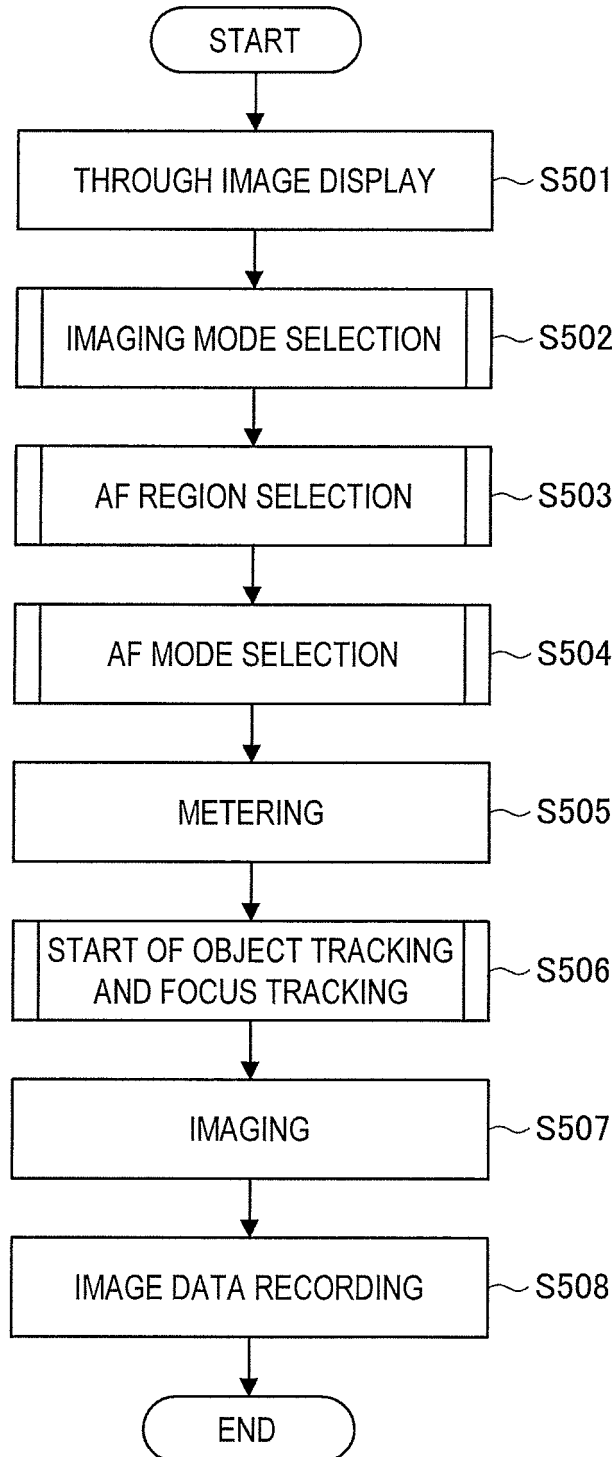 START
THROUGH IMAGE DISPLAY
S501
IMAGING MODE SELECTION
S502
AF REGION SELECTION
S503
AF MODE SELECTION
S504
METERING
S505
START OF OBJECT TRACKING
AND FOCUS TRACKING
S506
IMAGING
S507
IMAGE DATA RECORDING
S508
END